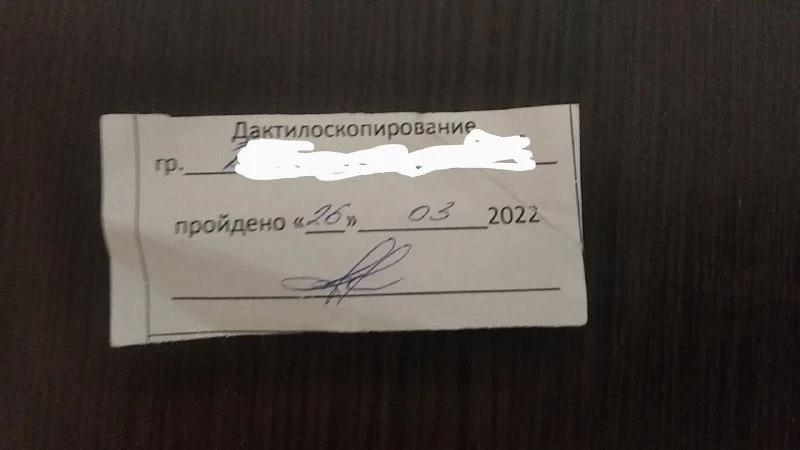 Дактилоскопирование
гр.
пройдено «26» 03 2022